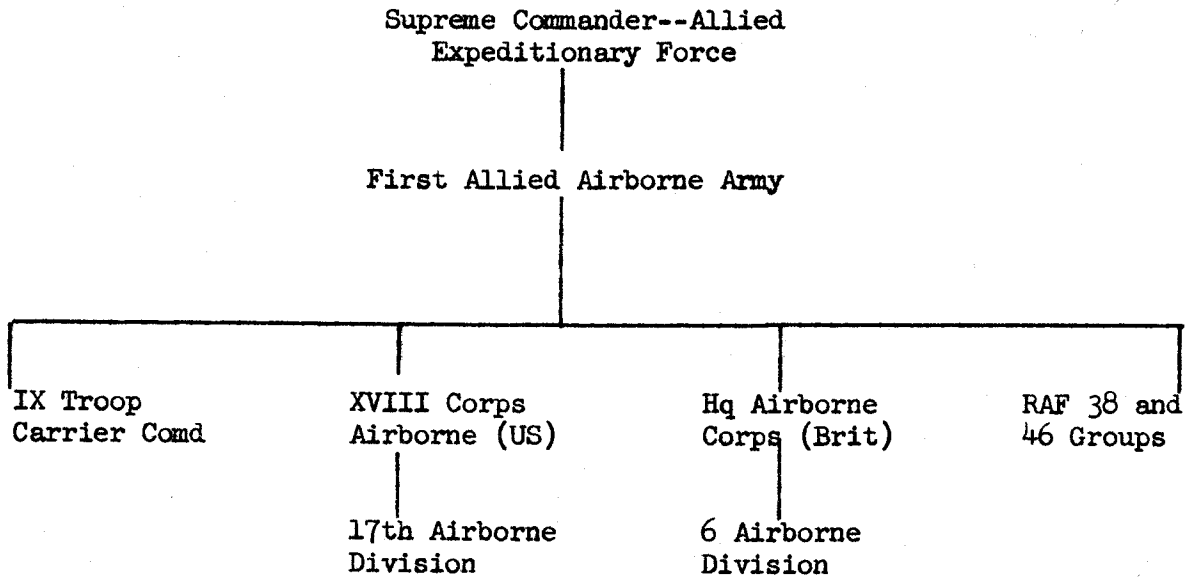 Supreme Commander--Allied
Expeditionary Force
First Allied Airborne Army
IX Troop
Carrier Comd
XVIII Corps
Airborne (US)
Hq Airborne
Corps (Brit)
RAF 38 and
46 Groups
17th Airborne
Division
6 Airborne
Division